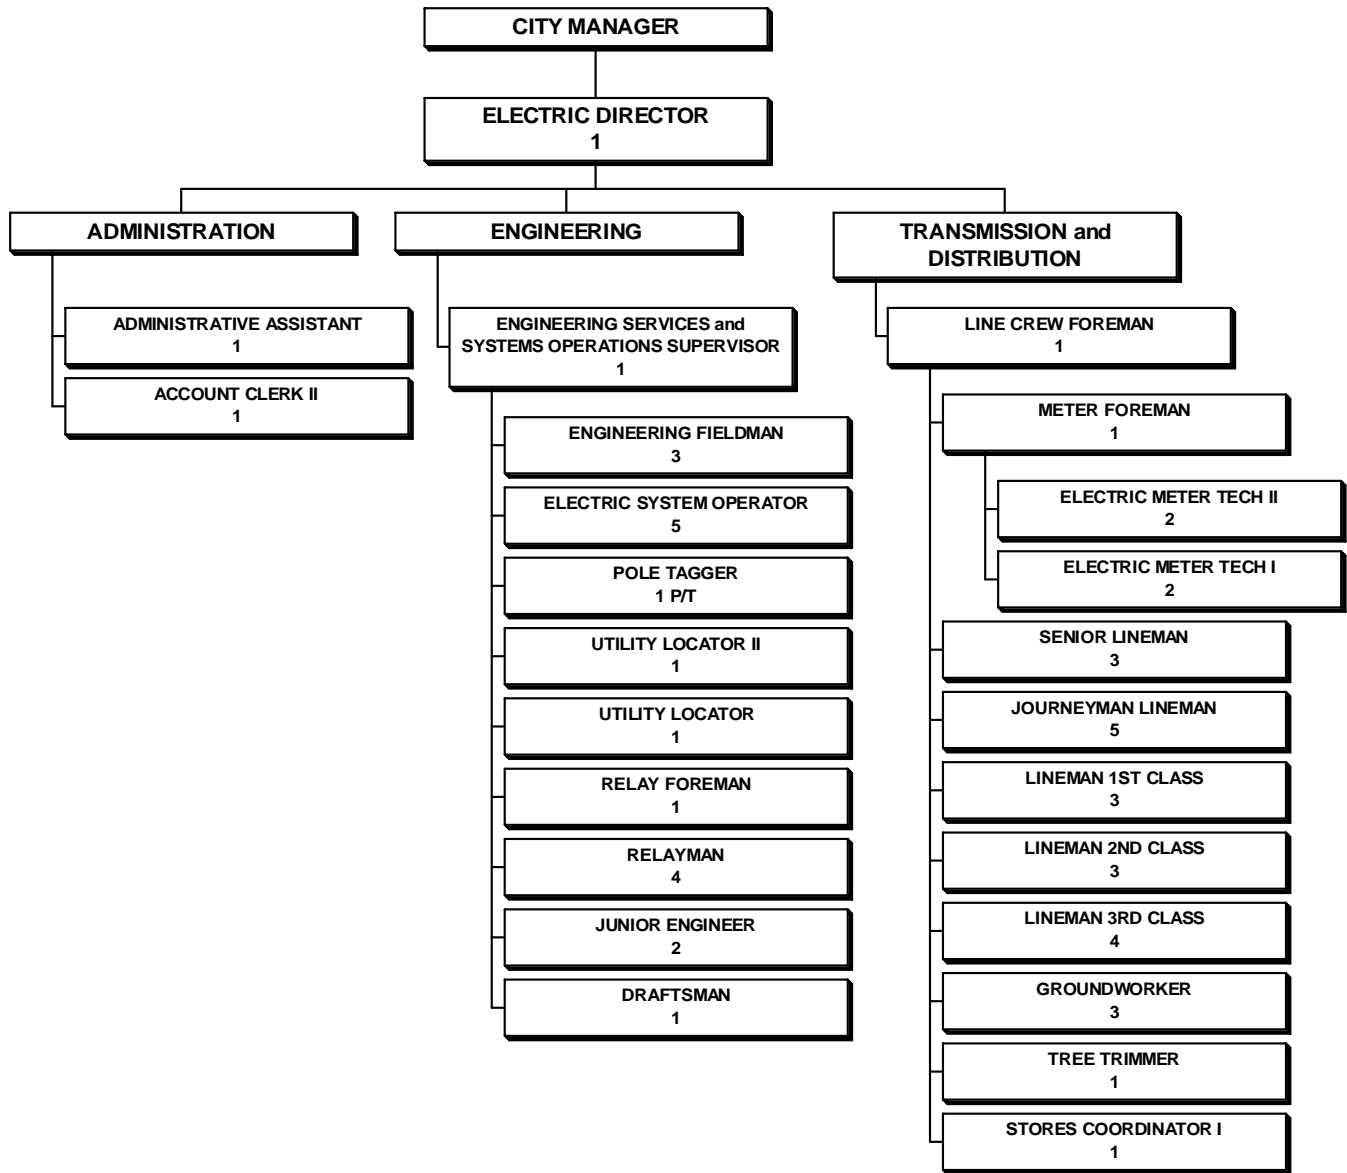 CITY MANAGER
ELECTRIC DIRECTOR
1
ADMINISTRATION
ADMINISTRATIVE ASSISTANT
1
ACCOUNT CLERK II
1
ENGINEERING
ENGINEERING SERVICES and
SYSTEMS OPERATIONS SUPERVISOR
1
ENGINEERING FIELDMAN
3
ELECTRIC SYSTEM OPERATOR
5
POLE TAGGER
1 P/T
UTILITY LOCATOR II
1
UTILITY LOCATOR
1
RELAY FOREMAN
1
RELAYMAN
4
JUNIOR ENGINEER
2
DRAFTSMAN
1
TRANSMISSION and
DISTRIBUTION
LINE CREW FOREMAN
1
METER FOREMAN
1
ELECTRIC METER TECH II
2
ELECTRIC METER TECH I
2
SENIOR LINEMAN
3
JOURNEYMAN LINEMAN
5
LINEMAN 1ST CLASS
3
LINEMAN 2ND CLASS
3
LINEMAN 3RD CLASS
4
GROUNDWORKER
3
TREE TRIMMER
1
STORES COORDINATOR I
1